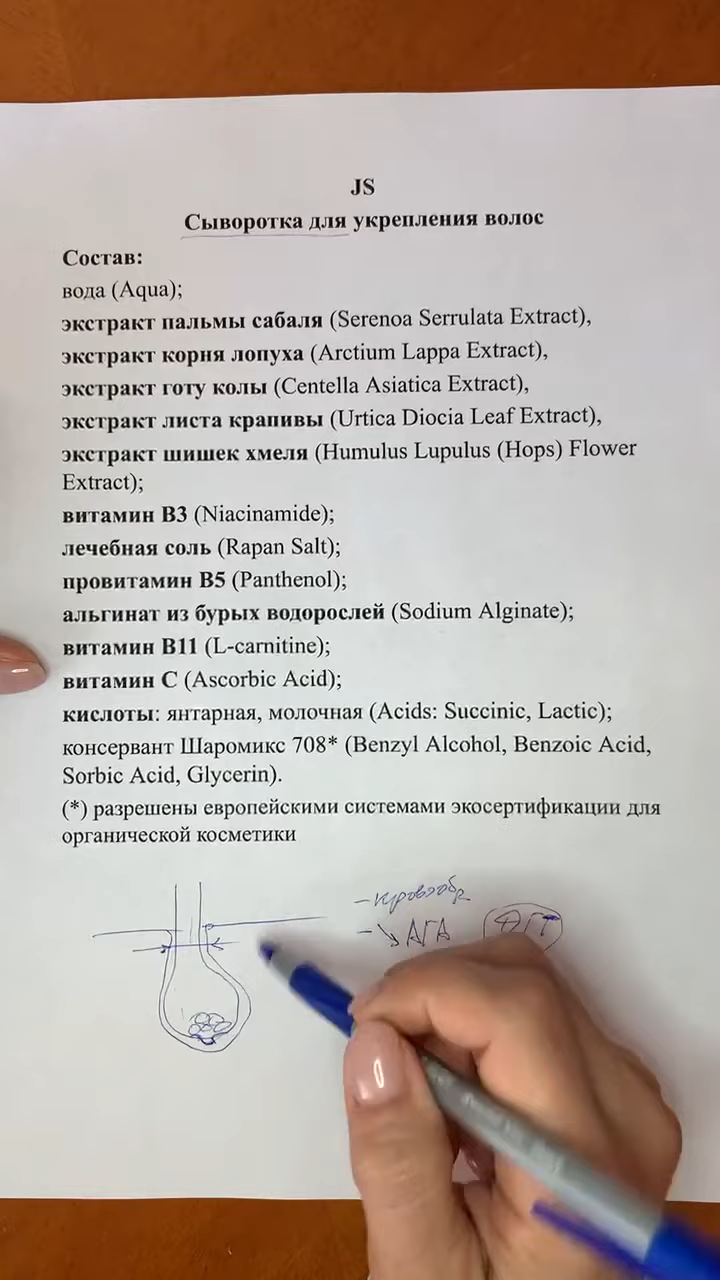 JS
Сыворотка для укрепления волос
Состав:
вода (Aqua);
экстракт пальмы сабаля (Serenoa Serrulata Extract),
экстракт корня лопуха (Arctium Lappa Extract),
экстракт готу колы (Centella Asiatica Extract),
экстракт листа крапивы (Urtica Diocia Leaf Extract),
экстракт шишек хмеля (Humulus Lupulus (Hops) Flower
Extract);
витамин В3 (Niacinamide);
лечебная соль (Rapan Salt);
провитамин В5 (Panthenol);
альгинат из бурых водорослей (Sodium Alginate);
витамин В11 (L-carnitine);
витамин С (Ascorbic Acid);
кислоты: янтарная, молочная (Acids: Succinic, Lactic);
консервант Шаромикс 708* (Benzyl Alcohol, Benzoic Acid,
Sorbic Acid, Glycerin).
(*) разрешены европейскими системами экосертификации для
органической косметики
- кровообр
- ↘ АГА ДГТ